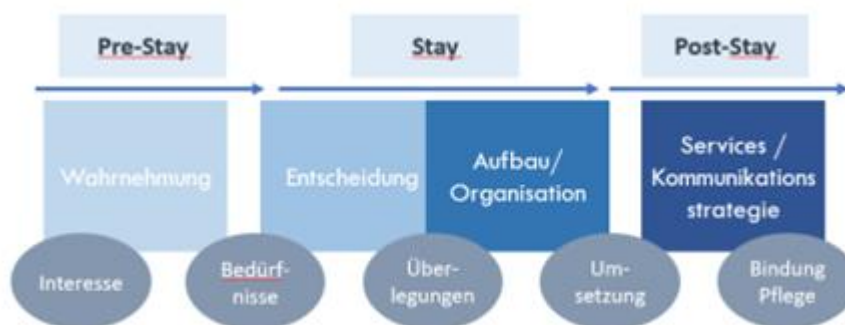 Pre-Stay
Stay
Post-Stay
Wahrnehmung
Entscheidung
Aufbau/
Organisation
Services /
Kommunikations
strategie
Interesse
Bedürf-
nisse
Über-
legungen
Um-
setzung
Bindung
Pflege